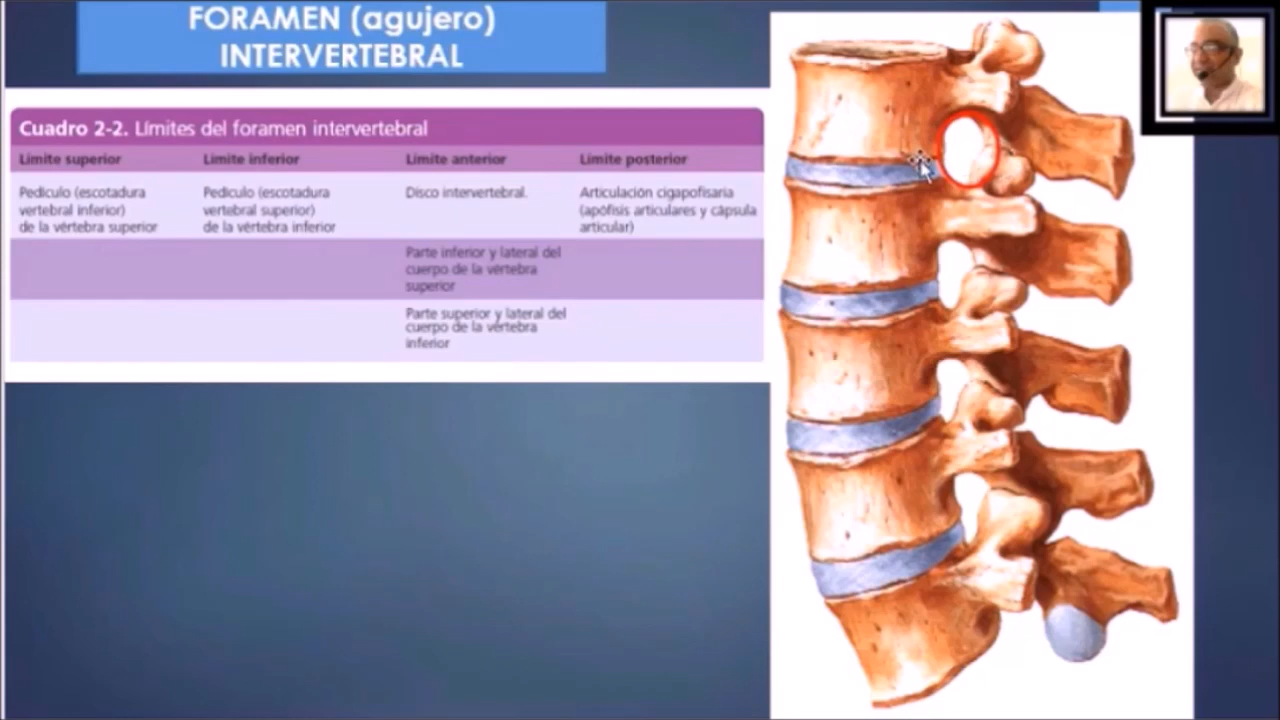 FORAMEN (agujero)
INTERVERTEBRAL
Cuadro 2-2. Límites del foramen intervertebral
Límite superior Límite inferior Límite anterior Límite posterior
Pedículo (escotadura Pedículo (escotadura Disco intervertebral. Articulación cigapofisaria
vertebral inferior) vertebral superior) (apófisis articulares y cápsula
de la vértebra superior de la vértebra inferior articular)
Parte inferior y lateral del
cuerpo de la vértebra
superior
Parte superior y lateral del
cuerpo de la vértebra
inferior